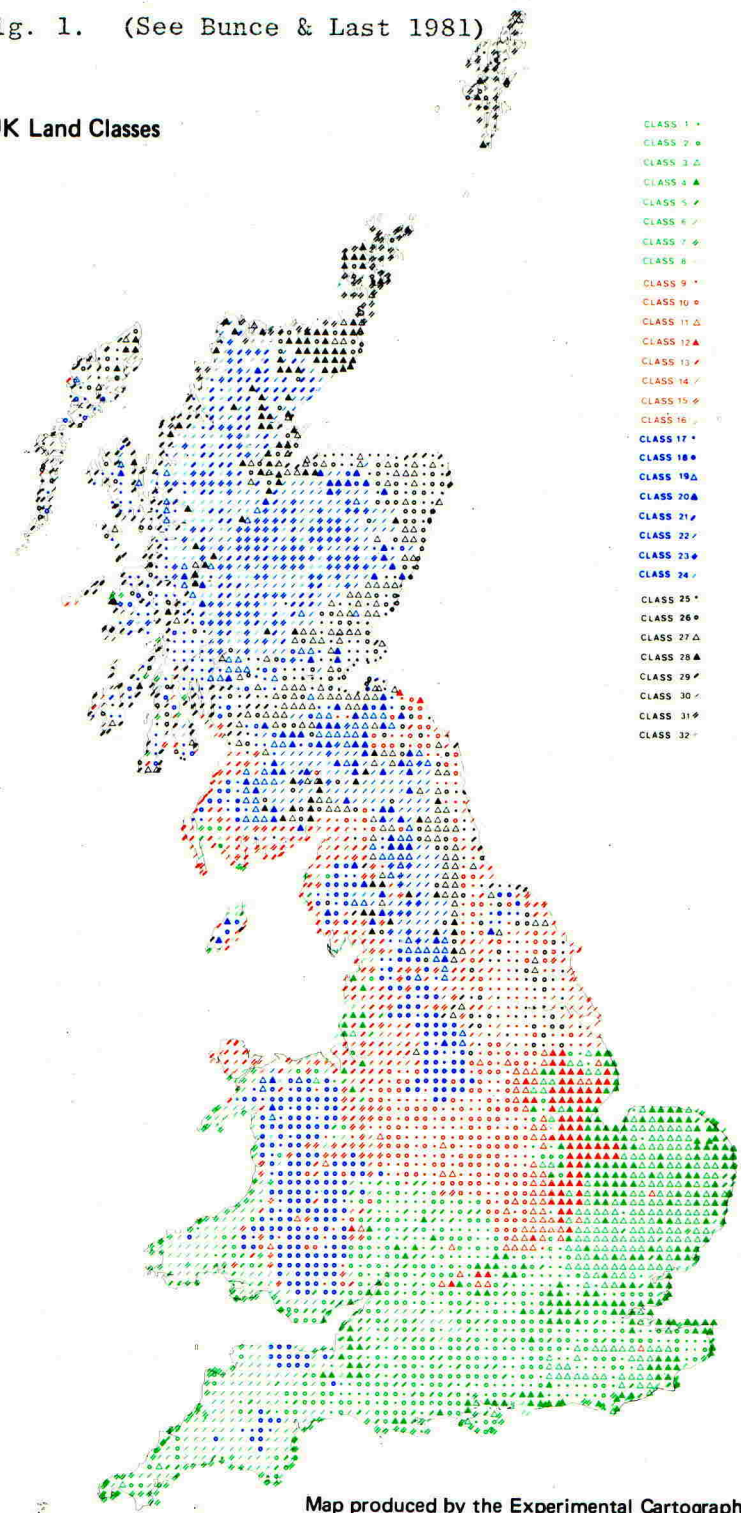 ig. 1. (See Bunce & Last 1981)
UK Land Classes
CLASS 1
CLASS 2
CLASS 3
CLASS 4
CLASS 5
CLASS 6
CLASS 7
CLASS 8
CLASS 9
CLASS 10
CLASS 11
CLASS 12
CLASS 13
CLASS 14
CLASS 15
CLASS 16
CLASS 17
CLASS 18
CLASS 19
CLASS 20
CLASS 21
CLASS 22
CLASS 23
CLASS 24
CLASS 25
CLASS 26
CLASS 27
CLASS 28
CLASS 29
CLASS 30
CLASS 31
CLASS 32
Map produced by the Experimental Cartograph